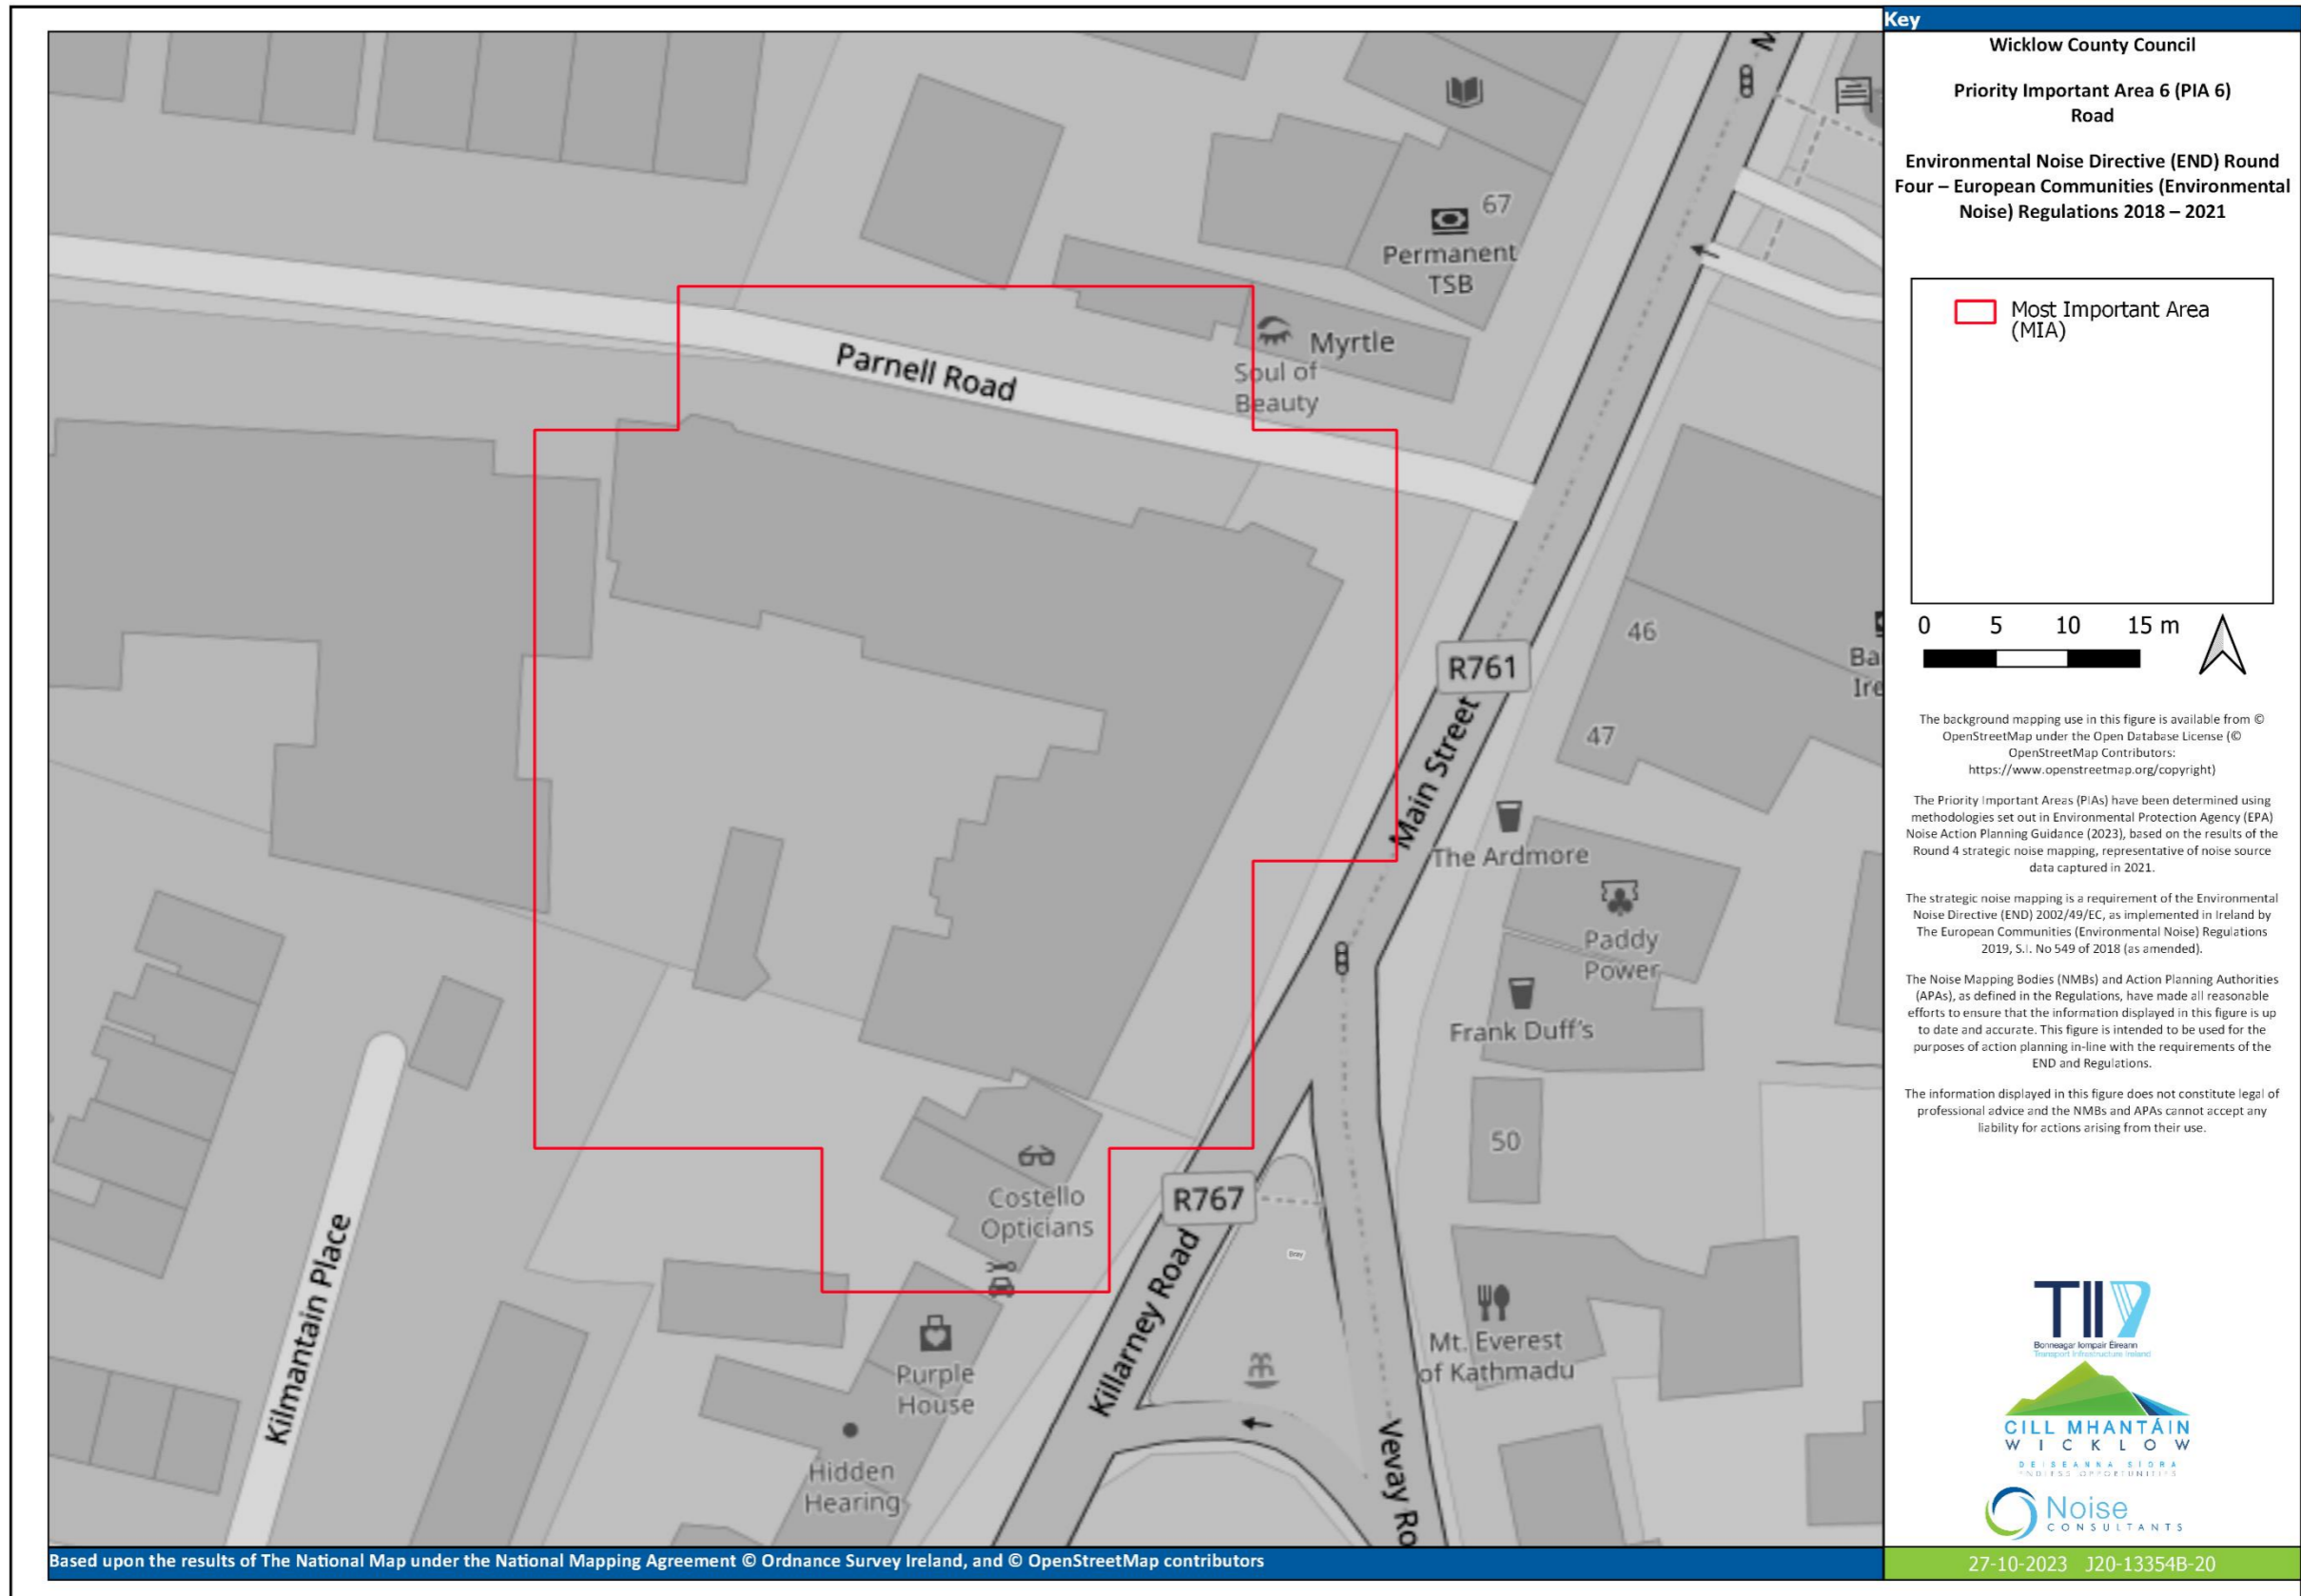 M
67
Permanent
TSB
Myrtle
Soul of
Beauty
Parnell Road
46
R761
Ba
Ire
47
Main Street
The Ardmore
Paddy
Power
Frank Duff's
50
Costello
Opticians
R767
Kilmantain Place
Killarney Road
Bray
Purple
House
Mt. Everest
of Kathmadu
Hidden
Hearing
Vevay Ro
Based upon the results of The National Map under the National Mapping Agreement © Ordnance Survey Ireland, and © OpenStreetMap contributors
Key
Wicklow County Council
Priority Important Area 6 (PIA 6)
Road
Environmental Noise Directive (END) Round
Four – European Communities (Environmental
Noise) Regulations 2018 – 2021
Most Important Area
(MIA)
0 5 10 15 m
The background mapping use in this figure is available from ©
OpenStreetMap under the Open Database License (©
OpenStreetMap Contributors:
https://www.openstreetmap.org/copyright)
The Priority Important Areas (PIAs) have been determined using
methodologies set out in Environmental Protection Agency (EPA)
Noise Action Planning Guidance (2023), based on the results of the
Round 4 strategic noise mapping, representative of noise source
data captured in 2021.
The strategic noise mapping is a requirement of the Environmental
Noise Directive (END) 2002/49/EC, as implemented in Ireland by
The European Communities (Environmental Noise) Regulations
2019, S.I. No 549 of 2018 (as amended).
The Noise Mapping Bodies (NMBs) and Action Planning Authorities
(APAs), as defined in the Regulations, have made all reasonable
efforts to ensure that the information displayed in this figure is up
to date and accurate. This figure is intended to be used for the
purposes of action planning in-line with the requirements of the
END and Regulations.
The information displayed in this figure does not constitute legal of
professional advice and the NMBs and APAs cannot accept any
liability for actions arising from their use.
TII
Bonneagar Iompair Éireann
Transport Infrastructure Ireland
CILL MHANTÁIN
WICKLOW
DEISEANNA SÍORA
ENDLESS OPPORTUNITIES
Noise
CONSULTANTS
27-10-2023 J20-13354B-20